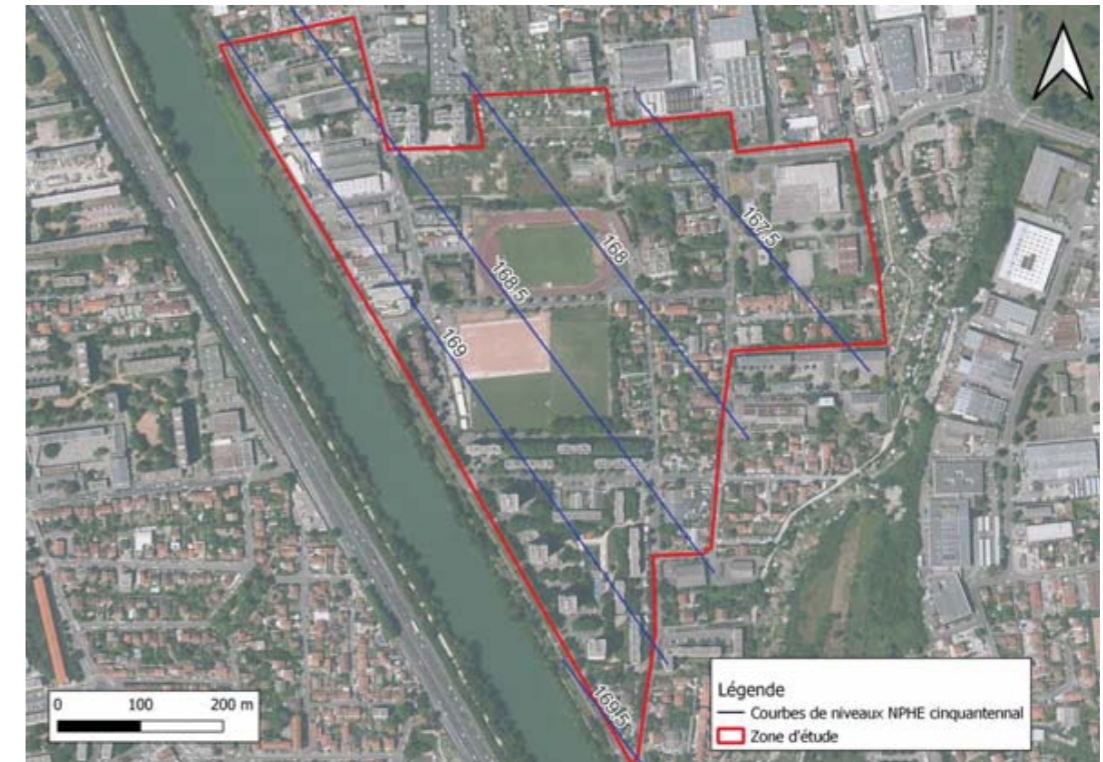 167.5
168
168.5
169
169.5
0 100 200 m
Légende
Courbes de niveaux NPHE cinquantennal
Zone d'étude